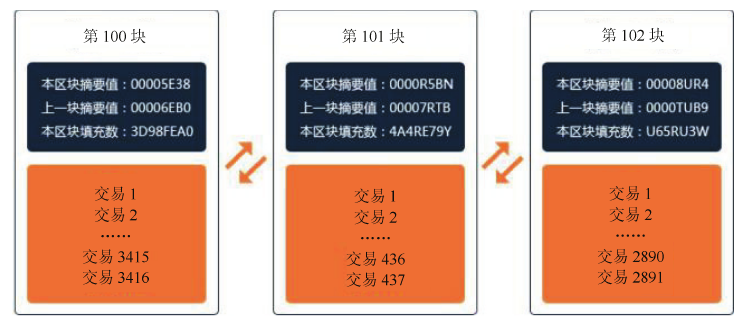 第 100 块
本区块摘要值：00005E38
上一块摘要值：00006EB0
本区块填充数：3D98FEA0
交易 1
交易 2
……
交易 3415
交易 3416
第 101 块
本区块摘要值：0000R5BN
上一块摘要值：00007RTB
本区块填充数：4A4RE79Y
交易 1
交易 2
……
交易 436
交易 437
第 102 块
本区块摘要值：00008UR4
上一块摘要值：0000TUB9
本区块填充数：U65RU3W
交易 1
交易 2
……
交易 2890
交易 2891